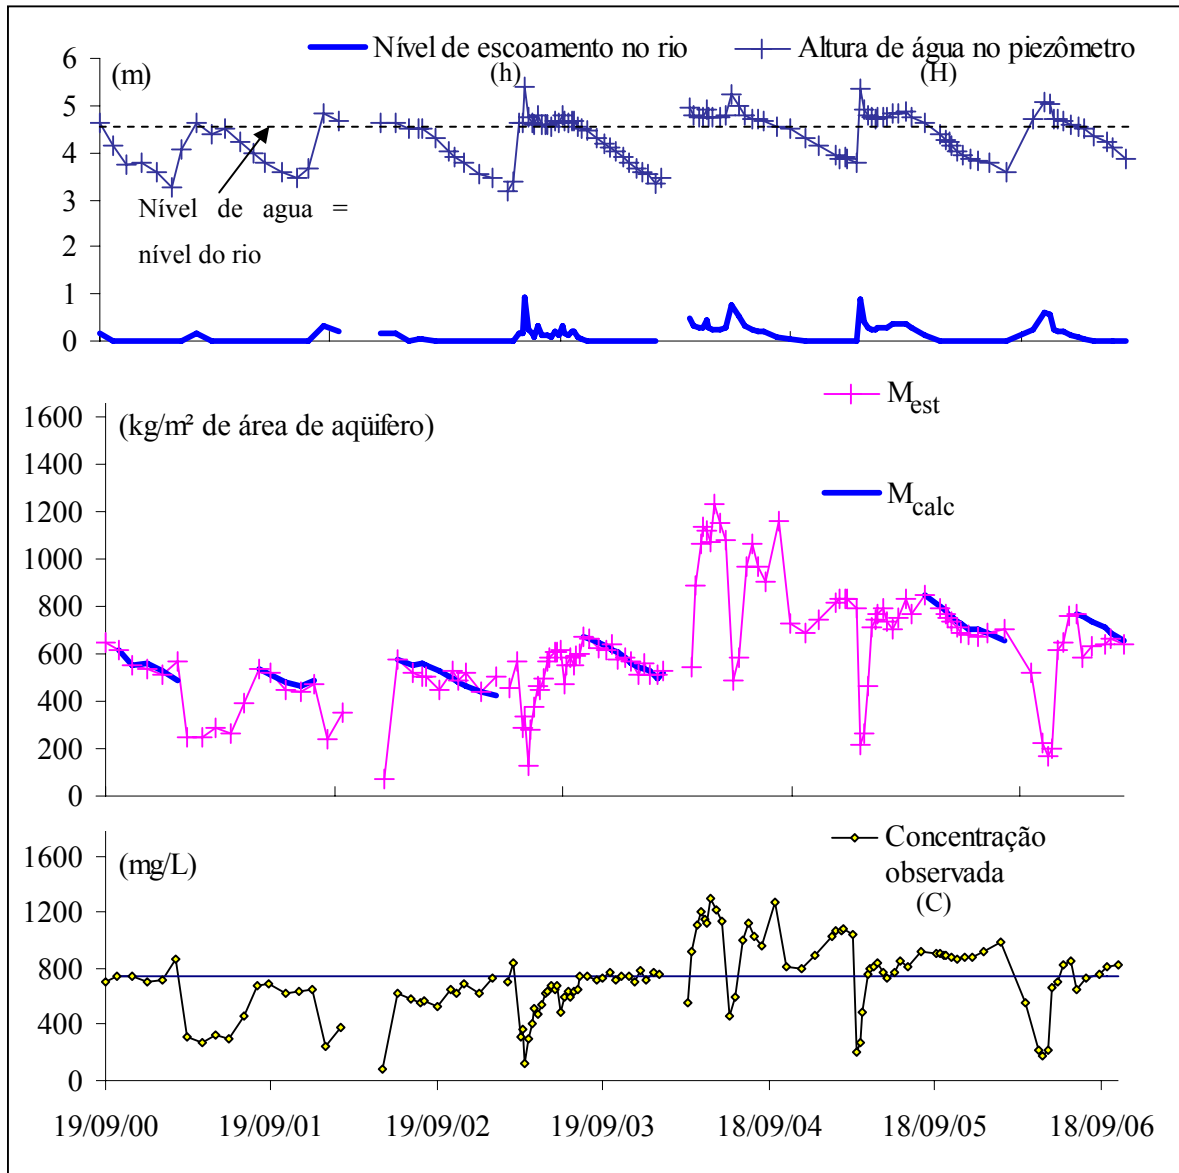 Nível de escoamento no rio
(h)
Altura de água no piezômetro
(H)
(m)
6
5
4
3
2
1
0
Nível de agua =
nível do rio
M_est
M_calc
(kg/m² de área de aqüifero)
1600
1400
1200
1000
800
600
400
200
0
Concentração
observada
(C)
(mg/L)
1600
1200
800
400
0
19/09/00 19/09/01 19/09/02 19/09/03 18/09/04 18/09/05 18/09/06